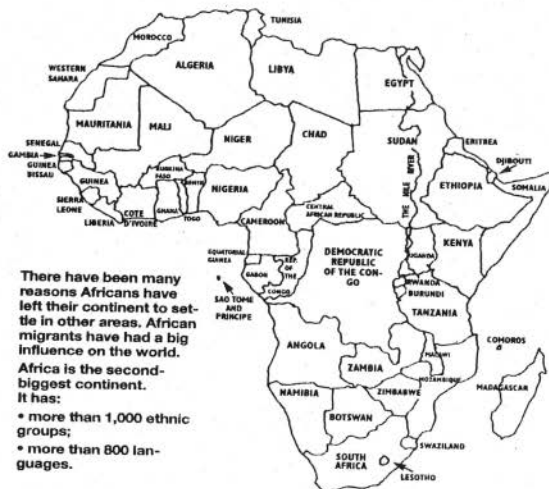 TUNISIA
MOROCCO
ALGERIA
LIBYA
EGYPT
WESTERN
SAHARA
MAURITANIA
MALI
NIGER
CHAD
SUDAN
ERITREA
DJIBOUTI
SENEGAL
GAMBIA
GUINEA
BISSAU
GUINEA
BURKINA
FASO
BENIN
NIGERIA
THE NILE RIVER
ETHIOPIA
SOMALIA
SIERRA
LEONE
LIBERIA
COTE
D'IVOIRE
GHANA
TOGO
CAMEROON
CENTRAL
AFRICAN REPUBLIC
EQUATORIAL
GUINEA
GABON
REP.
OF THE
CONGO
DEMOCRATIC
REPUBLIC
OF THE CON-
GO
UGANDA
KENYA
RWANDA
BURUNDI
TANZANIA
SAO TOME
AND
PRINCIPE
There have been many
reasons Africans have
left their continent to set-
tle in other areas. African
migrants have had a big
influence on the world.
Africa is the second-
biggest continent.
It has:
• more than 1,000 ethnic
groups;
• more than 800 lan-
guages.
ANGOLA
ZAMBIA
MALAWI
MOZAMBIQUE
COMOROS
MADAGASCAR
NAMIBIA
ZIMBABWE
BOTSWAN
SWAZILAND
SOUTH
AFRICA
LESOTHO